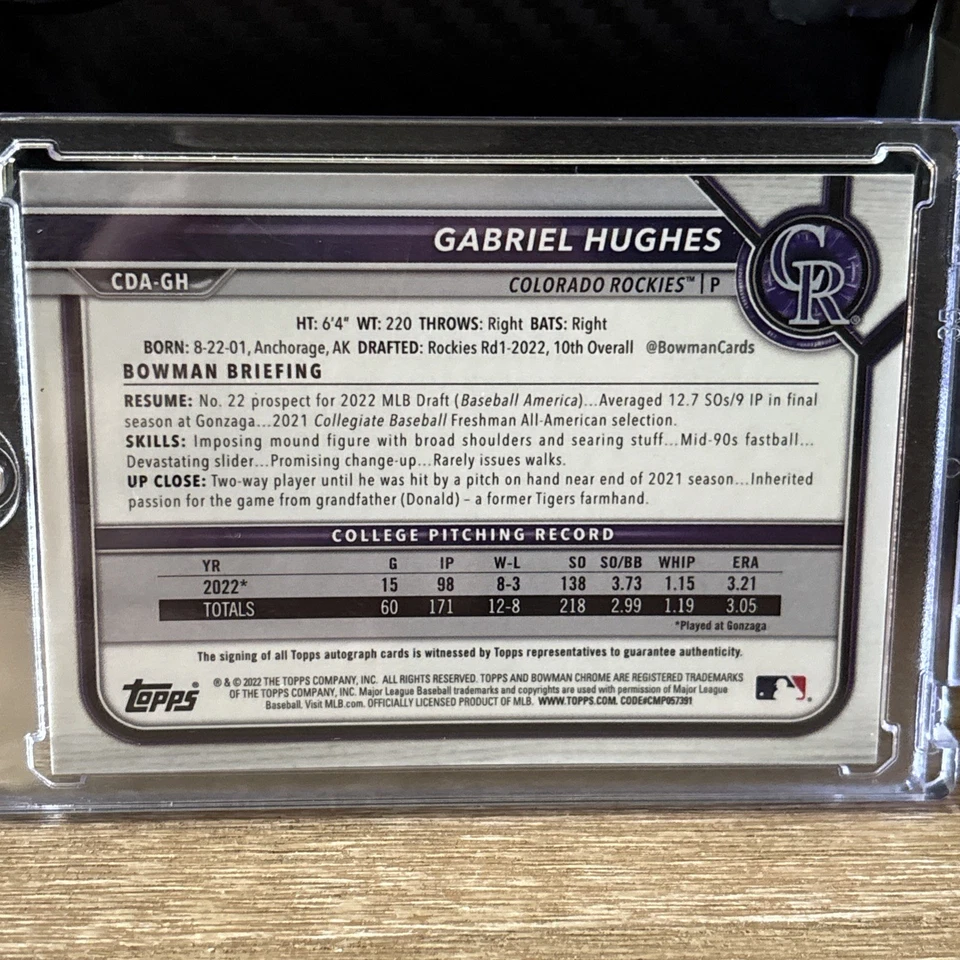 GABRIEL HUGHES
CDA-GH
COLORADO ROCKIES™ | P
CR®
HT: 6'4" WT: 220 THROWS: Right BATS: Right
BORN: 8-22-01, Anchorage, AK DRAFTED: Rockies Rd1-2022, 10th Overall @BowmanCards
BOWMAN BRIEFING
RESUME: No. 22 prospect for 2022 MLB Draft (Baseball America)...Averaged 12.7 SOs/9 IP in final
season at Gonzaga...2021 Collegiate Baseball Freshman All-American selection.
SKILLS: Imposing mound figure with broad shoulders and searing stuff...Mid-90s fastball...
Devastating slider...Promising change-up...Rarely issues walks.
UP CLOSE: Two-way player until he was hit by a pitch on hand near end of 2021 season...Inherited
passion for the game from grandfather (Donald) – a former Tigers farmhand.
COLLEGE PITCHING RECORD
YR G IP W-L SO SO/BB WHIP ERA
2022* 15 98 8-3 138 3.73 1.15 3.21
TOTALS 60 171 12-8 218 2.99 1.19 3.05
*Played at Gonzaga
The signing of all Topps autograph cards is witnessed by Topps representatives to guarantee authenticity.
topps®
® & © 2022 THE TOPPS COMPANY, INC. ALL RIGHTS RESERVED. TOPPS AND BOWMAN CHROME ARE REGISTERED TRADEMARKS
OF THE TOPPS COMPANY, INC. Major League Baseball trademarks and copyrights are used with permission of Major League
Baseball. Visit MLB.com. OFFICIALLY LICENSED PRODUCT OF MLB. WWW.TOPPS.COM. CODE#CMP057391